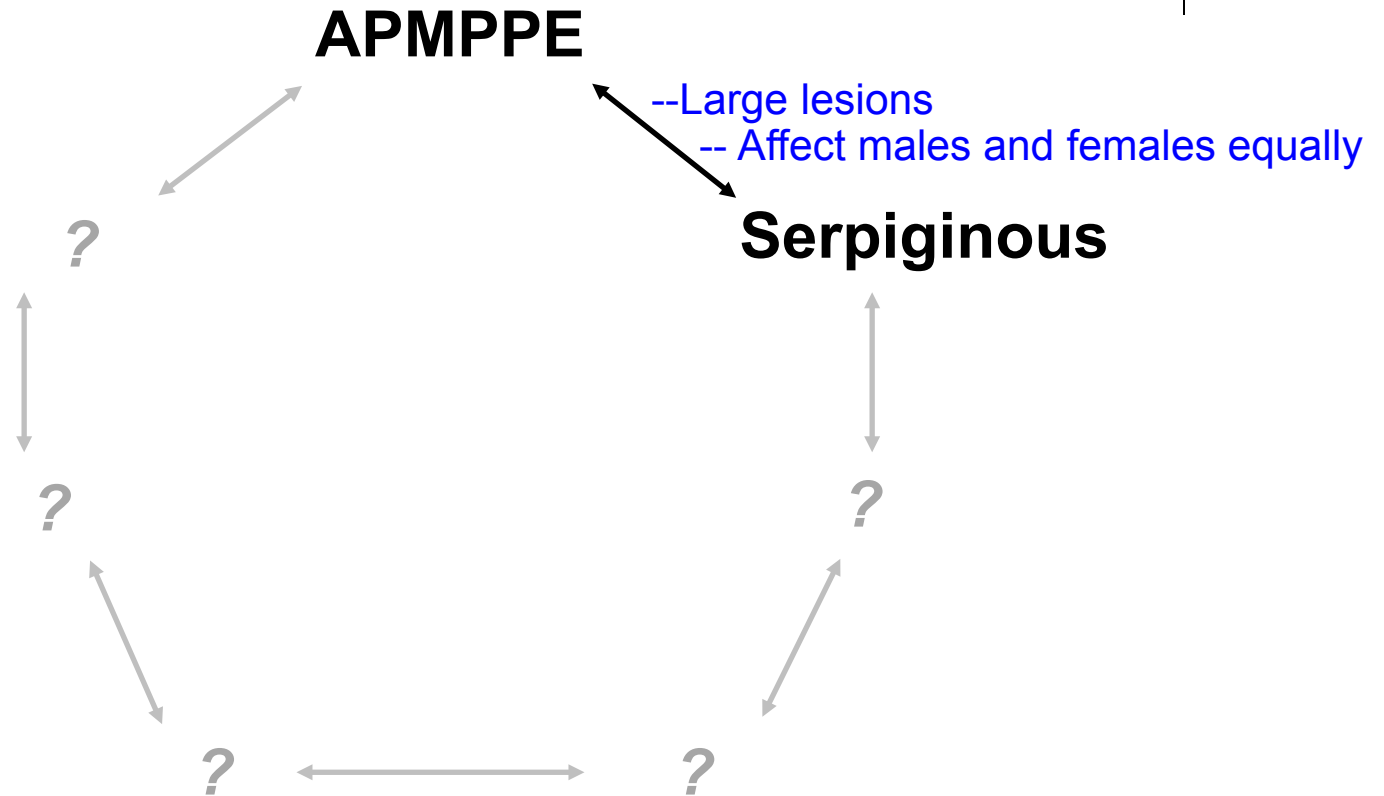 APMPPE
--Large lesions
-- Affect males and females equally
?
Serpiginous
?
?
?
?